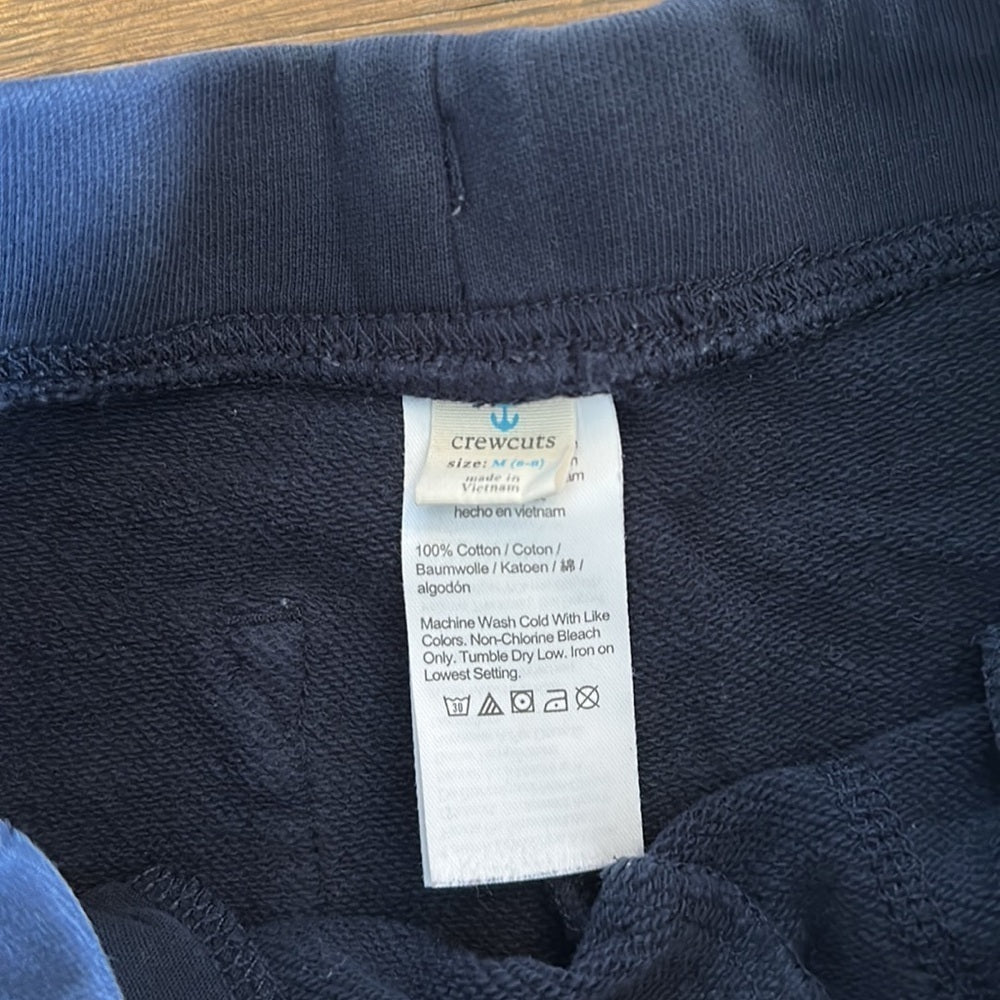 crewcuts
size: M
made in
Vietnam
hecho en vietnam
100% Cotton / Coton /
Baumwolle / Katoen / 綿 /
algodón
Machine Wash Cold With Like
Colors. Non-Chlorine Bleach
Only. Tumble Dry Low. Iron on
Lowest Setting.
30